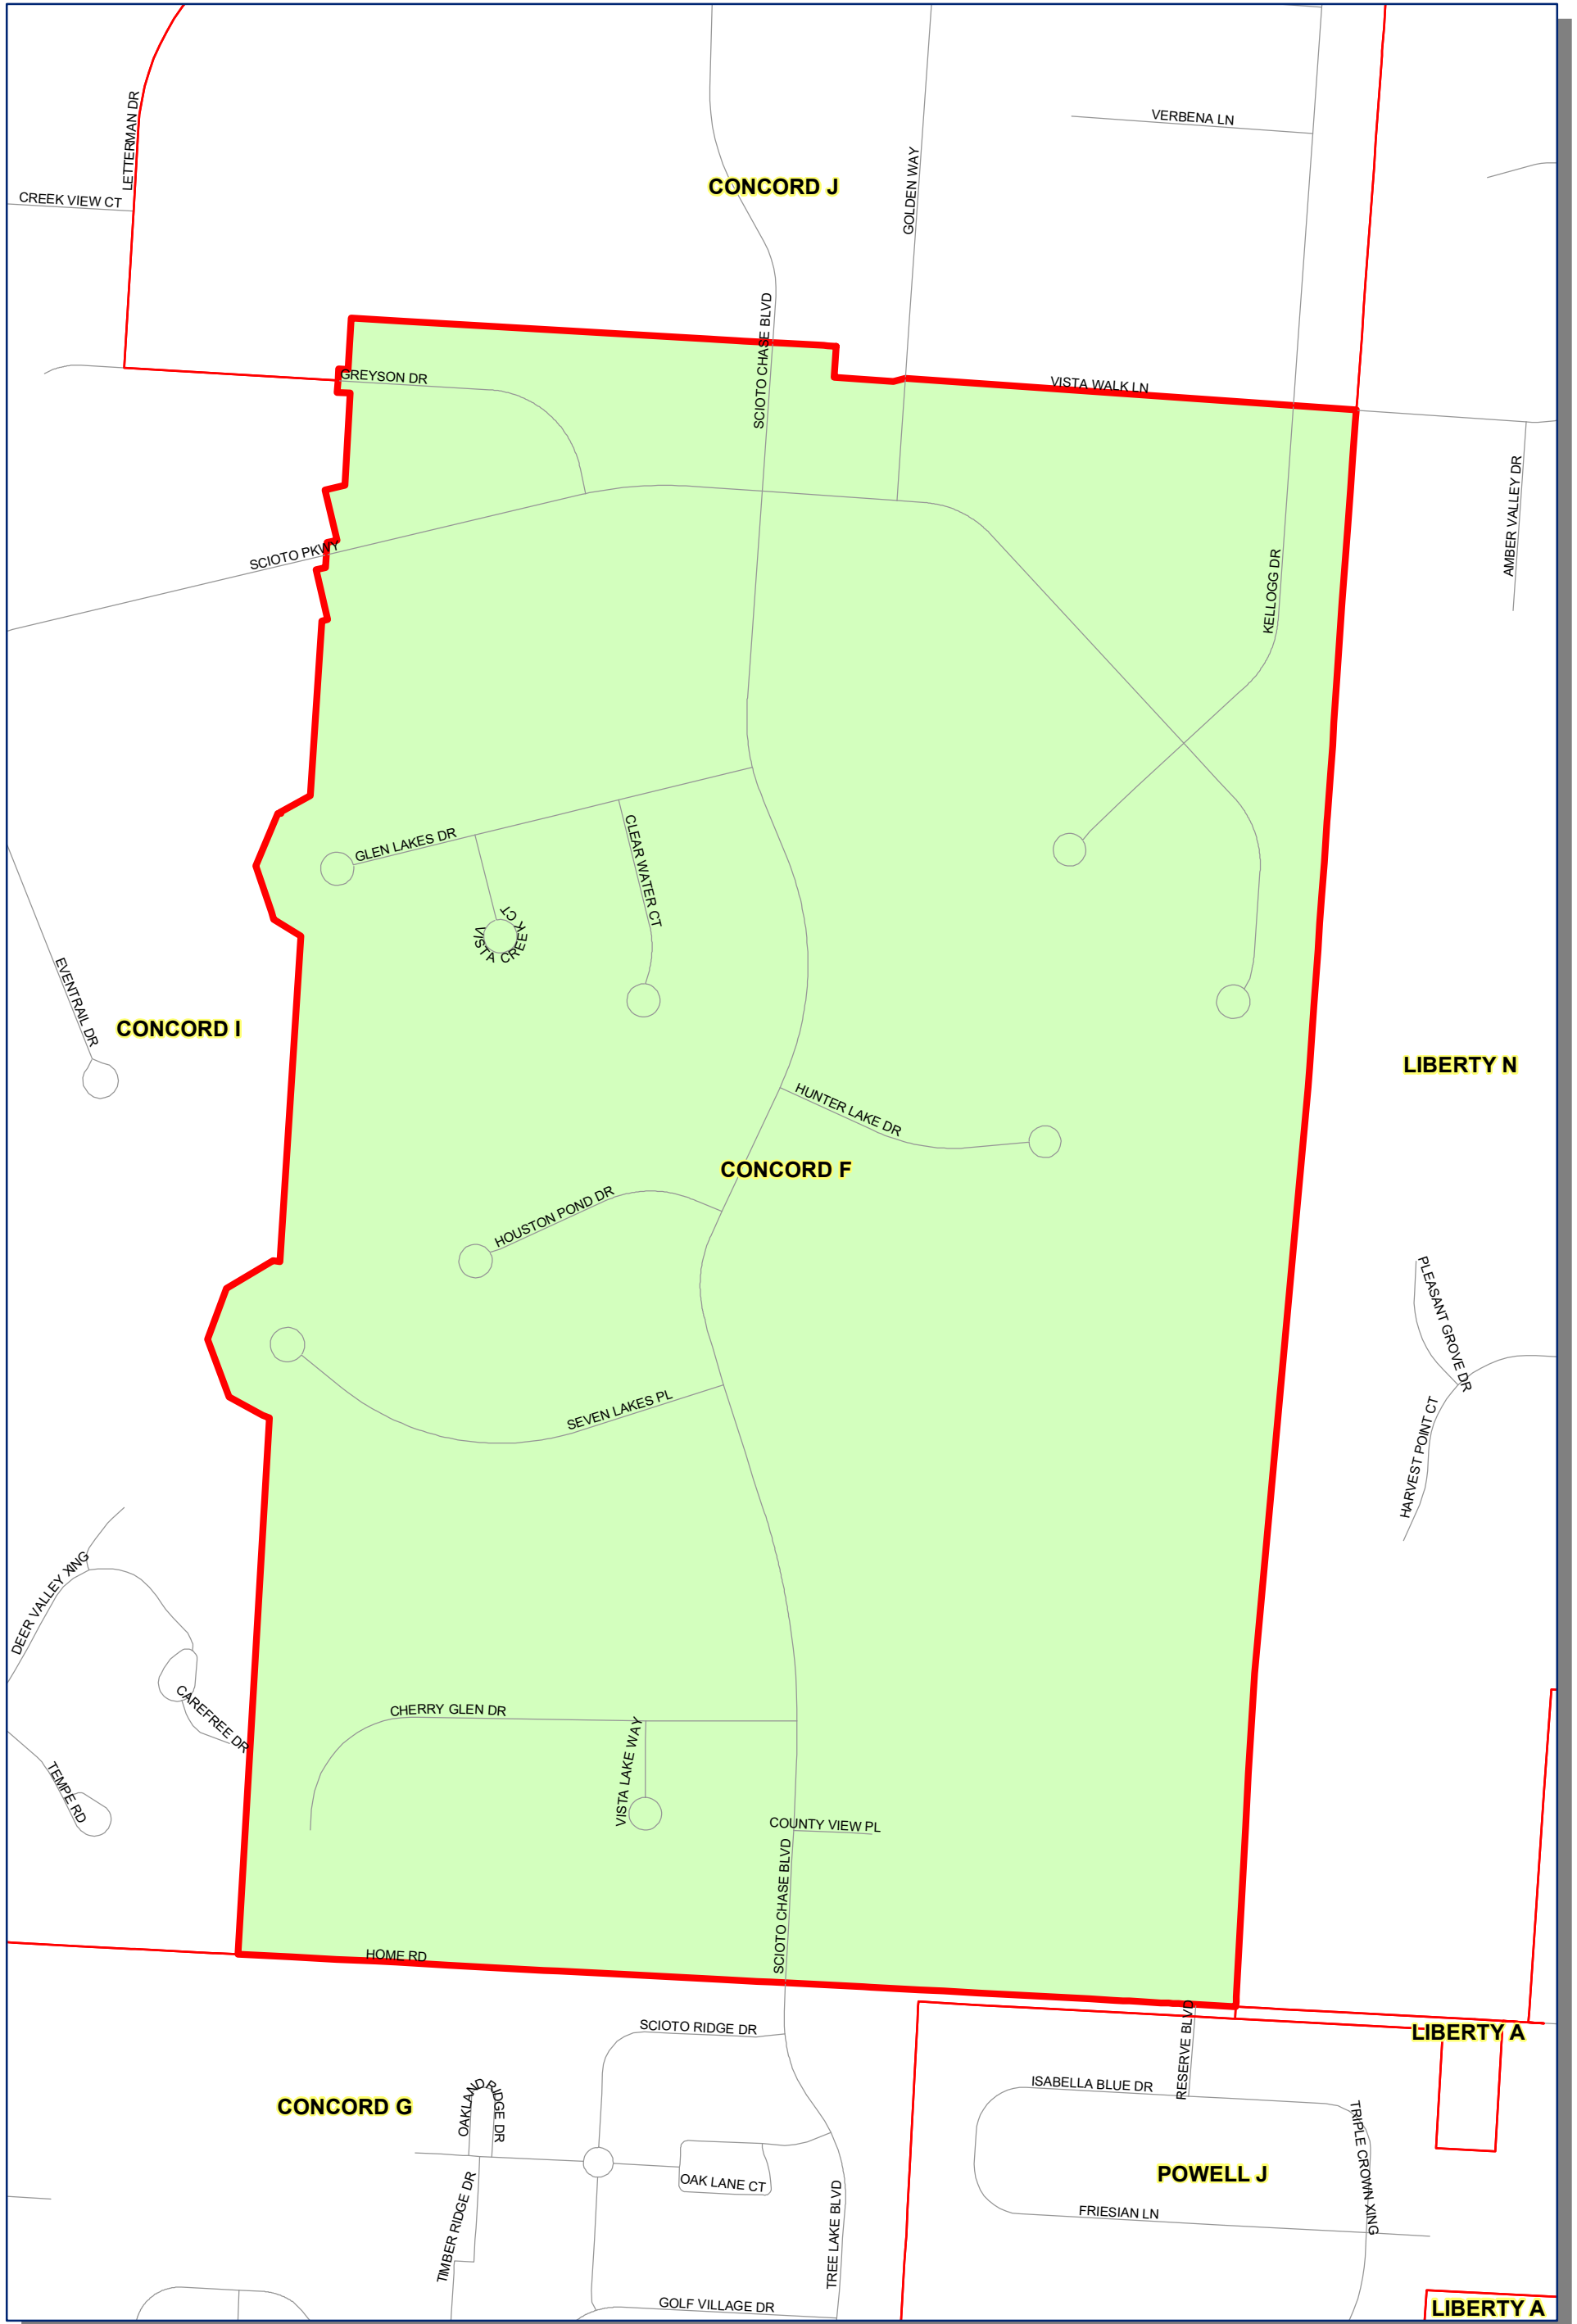 LETTERMAN DR
VERBENA LN
CREEK VIEW CT
CONCORD J
GOLDEN WAY
SCIOTO CHASE BLVD
GREYSON DR
VISTA WALK LN
AMBER VALLEY DR
SCIOTO PKWY
KELLOGG DR
GLEN LAKES DR
CLEAR WATER CT
VISTA CREEK CT
EVENTRAIL DR
CONCORD I
LIBERTY N
HUNTER LAKE DR
CONCORD F
HOUSTON POND DR
PLEASANT GROVE DR
SEVEN LAKES PL
HARVEST POINT CT
DEER VALLEY XING
CAREFREE DR
CHERRY GLEN DR
VISTA LAKE WAY
TEMPE RD
COUNTY VIEW PL
SCIOTO CHASE BLVD
HOME RD
SCIOTO RIDGE DR
RESERVE BLVD
LIBERTY A
ISABELLA BLUE DR
OAKLAND RIDGE DR
CONCORD G
TRIPLE CROWN XING
POWELL J
OAK LANE CT
TIMBER RIDGE DR
TREE LAKE BLVD
FRIESIAN LN
GOLF VILLAGE DR
LIBERTY A